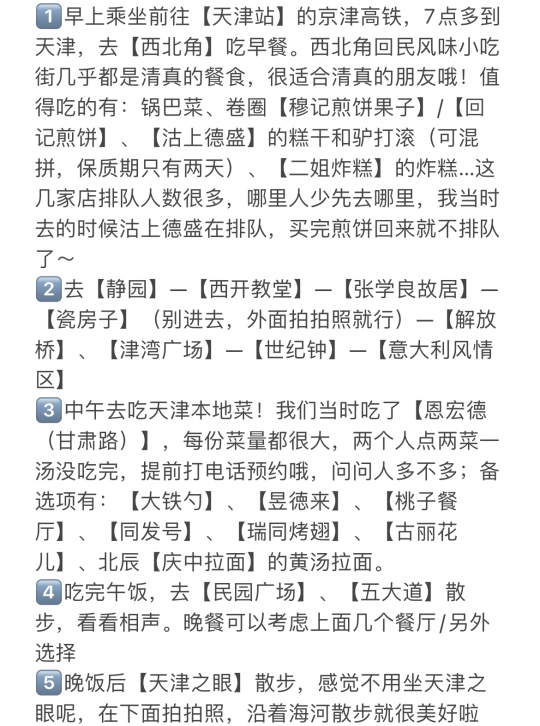 1️⃣早上乘坐前往【天津站】的京津高铁，7点多到
天津，去【西北角】吃早餐。西北角回民风味小吃
街几乎都是清真的餐食，很适合清真的朋友哦！值
得吃的有：锅巴菜、卷圈【穆记煎饼果子】/【回
记煎饼】、【沽上德盛】的糕干和驴打滚（可混
拼，保质期只有两天）、【二姐炸糕】的炸糕...这
几家店排队人数很多，哪里人少先去哪里，我当时
去的时候沽上德盛在排队，买完煎饼回来就不排队
了～
2️⃣去【静园】—【西开教堂】—【张学良故居】—
【瓷房子】（别进去，外面拍拍照就行）—【解放
桥】、【津湾广场】—【世纪钟】—【意大利风情
区】
3️⃣中午去吃天津本地菜！我们当时吃了【恩宏德
（甘肃路）】，每份菜量都很大，两个人点两菜一
汤没吃完，提前打电话预约哦，问问人多不多；备
选项有：【大铁勺】、【昱德来】、【桃子餐
厅】、【同发号】、【瑞同烤翅】、【古丽花
儿】、北辰【庆中拉面】的黄汤拉面。
4️⃣吃完午饭，去【民园广场】、【五大道】散
步，看看相声。晚餐可以考虑上面几个餐厅/另外
选择
5️⃣晚饭后【天津之眼】散步，感觉不用坐天津之
眼呢，在下面拍拍照，沿着海河散步就很美好啦